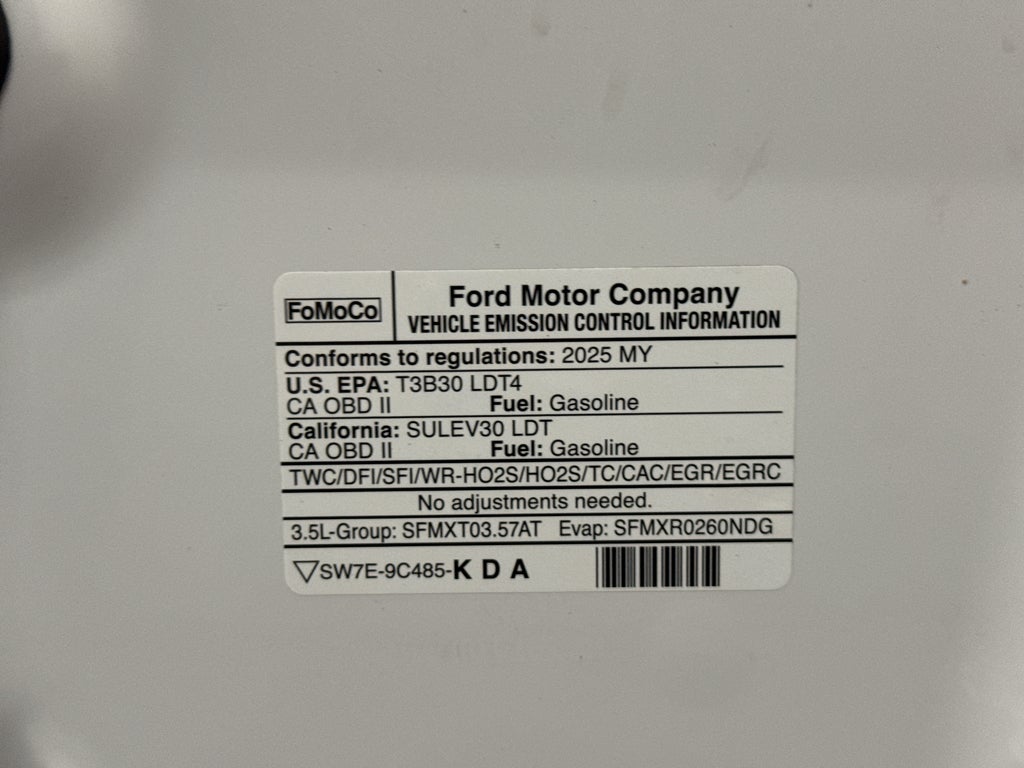 FoMoCo
Ford Motor Company
VEHICLE EMISSION CONTROL INFORMATION
Conforms to regulations: 2025 MY
U.S. EPA: T3B30 LDT4
CA OBD II Fuel: Gasoline
California: SULEV30 LDT
CA OBD II Fuel: Gasoline
TWC/DFI/SFI/WR-HO2S/HO2S/TC/CAC/EGR/EGRC
No adjustments needed.
3.5L-Group: SFMXT03.57AT Evap: SFMXR0260NDG
SW7E-9C485-K D A